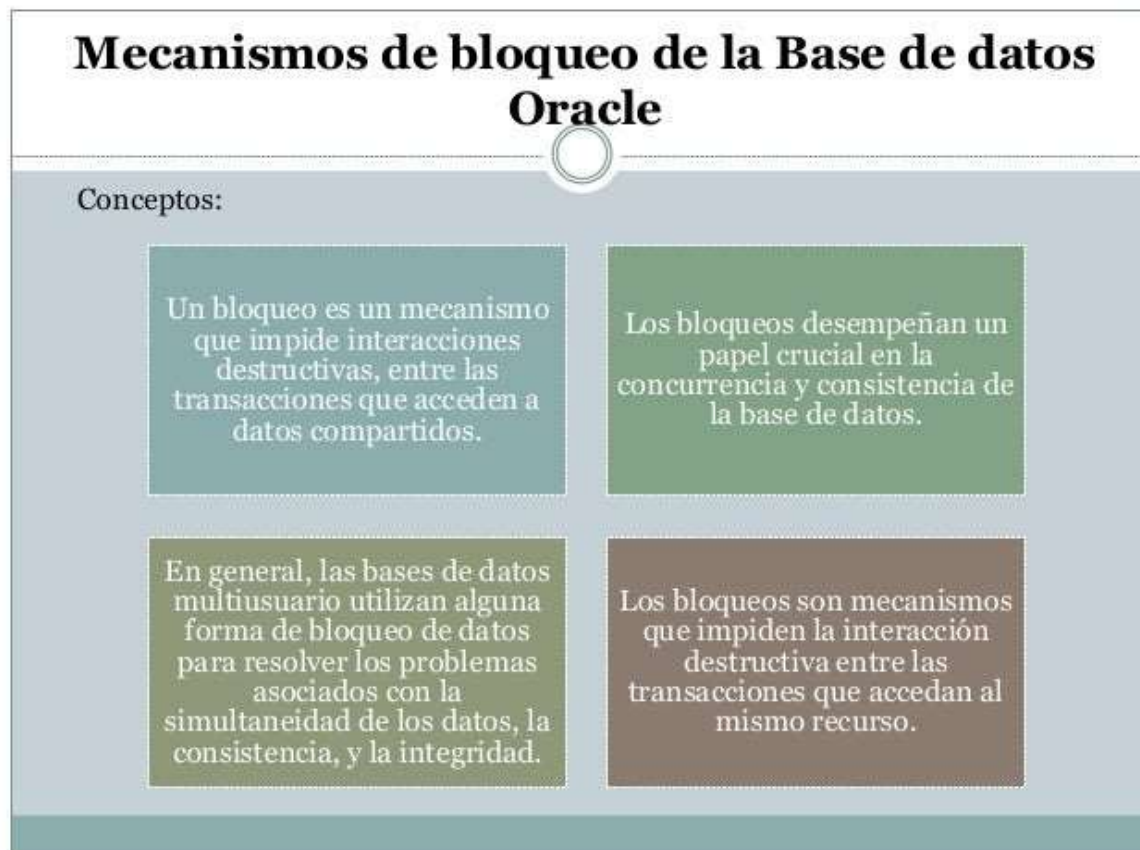 Mecanismos de bloqueo de la Base de datos
Oracle
Conceptos:
Un bloqueo es un mecanismo
que impide interacciones
destructivas, entre las
transacciones que acceden a
datos compartidos.
Los bloqueos desempeñan un
papel crucial en la
concurrencia y consistencia de
la base de datos.
En general, las bases de datos
multiusuario utilizan alguna
forma de bloqueo de datos
para resolver los problemas
asociados con la
simultaneidad de los datos, la
consistencia, y la integridad.
Los bloqueos son mecanismos
que impiden la interacción
destructiva entre las
transacciones que accedan al
mismo recurso.